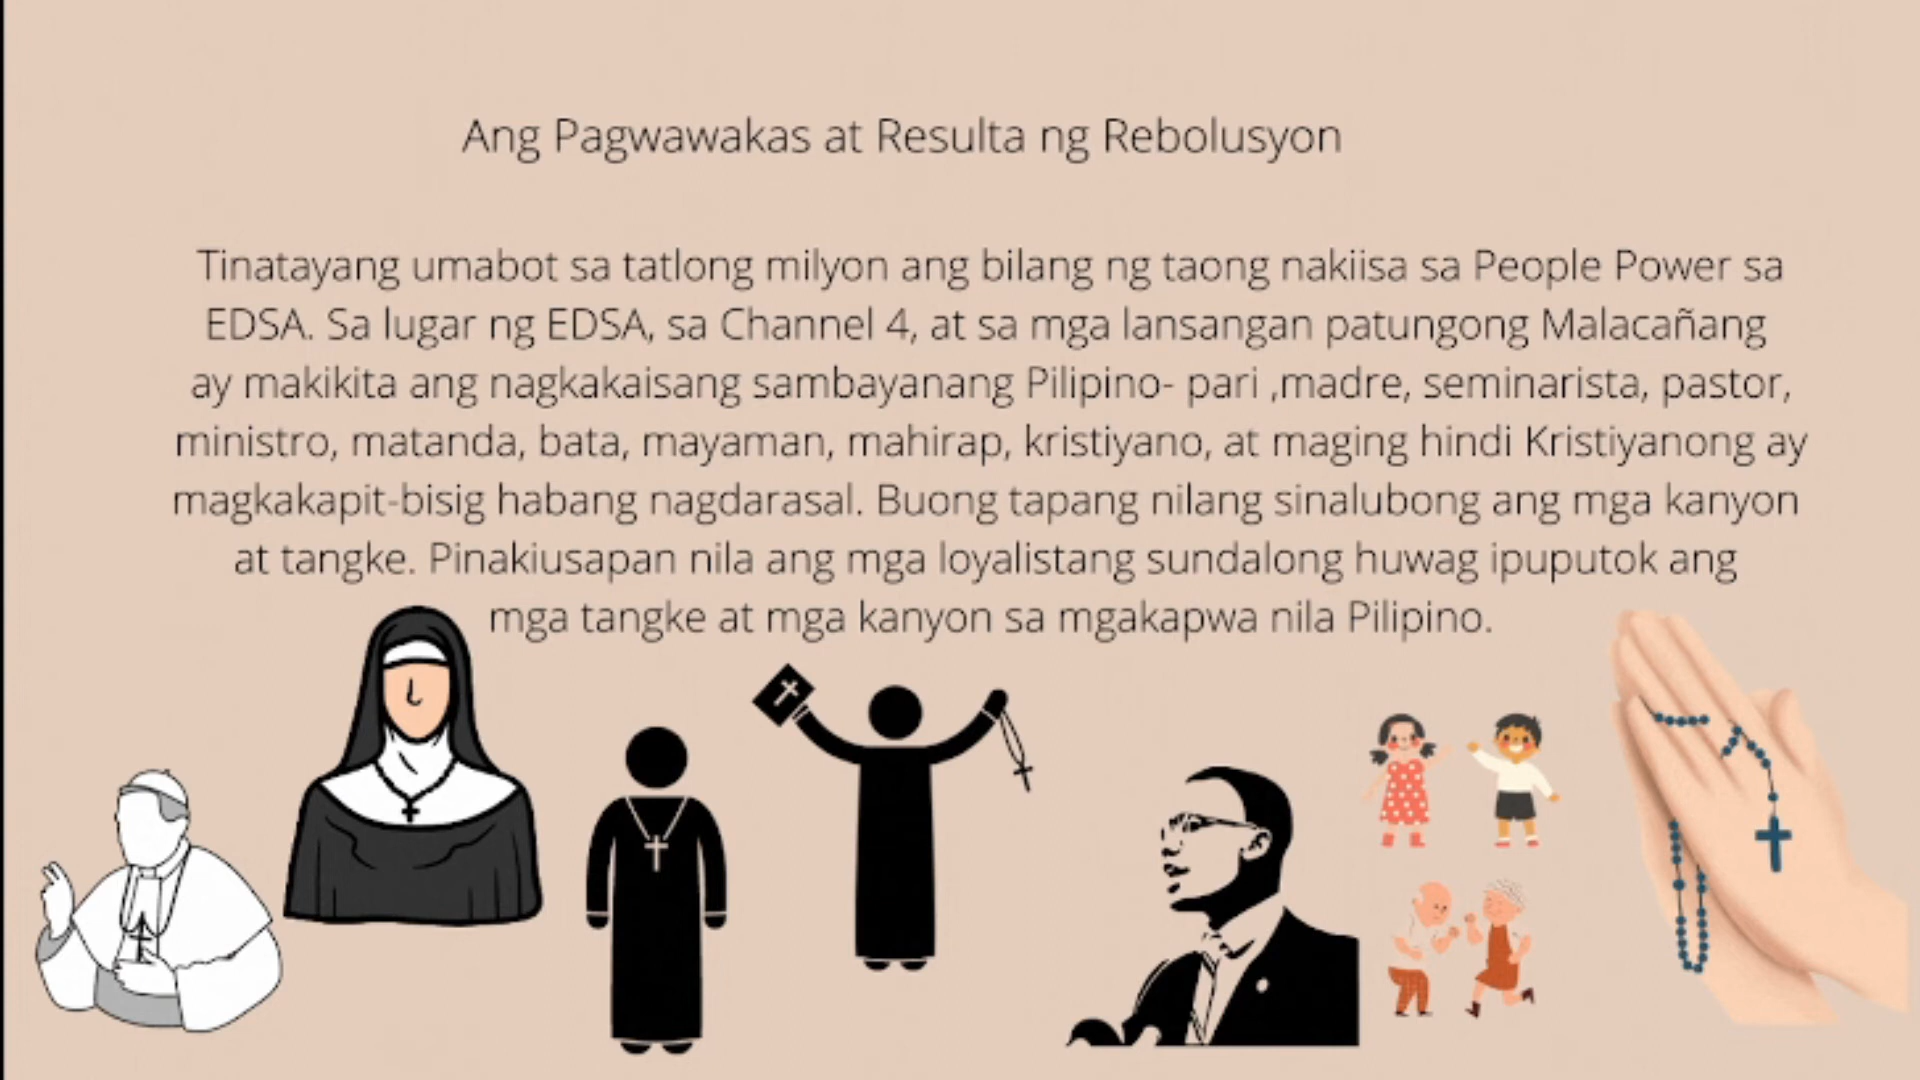 Ang Pagwawakas at Resulta ng Rebolusyon
Tinatayang umabot sa tatlong milyon ang bilang ng taong nakiisa sa People Power sa
EDSA. Sa lugar ng EDSA, sa Channel 4, at sa mga lansangan patungong Malacañang
ay makikita ang nagkakaisang sambayanang Pilipino- pari ,madre, seminarista, pastor,
ministro, matanda, bata, mayaman, mahirap, kristiyano, at maging hindi Kristiyanong ay
magkakapit-bisig habang nagdarasal. Buong tapang nilang sinalubong ang mga kanyon
at tangke. Pinakiusapan nila ang mga loyalistang sundalong huwag ipuputok ang
mga tangke at mga kanyon sa mgakapwa nila Pilipino.